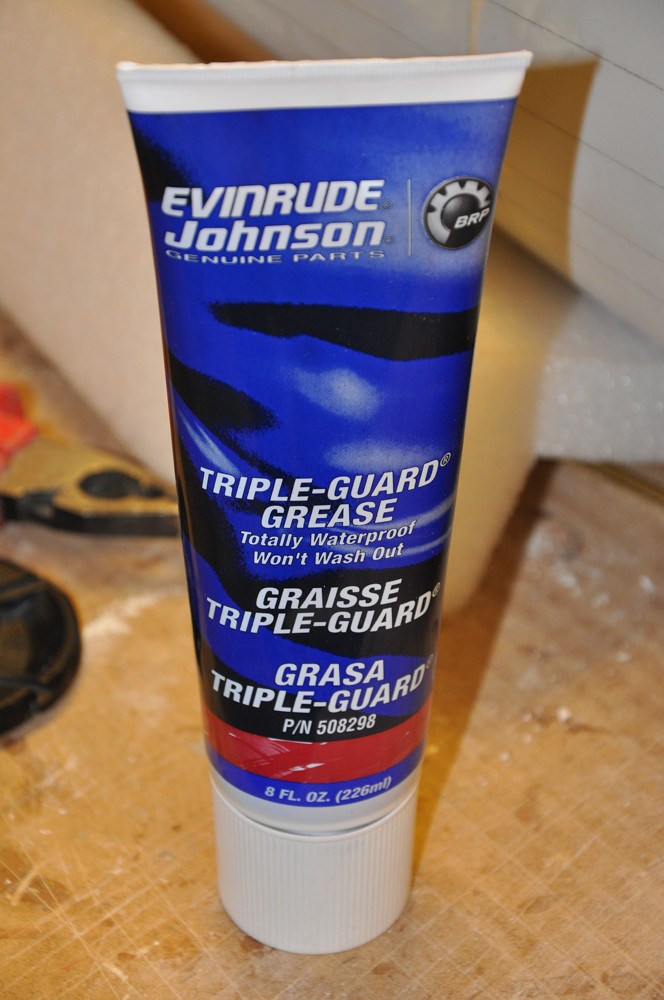 EVINRUDE®
Johnson®
GENUINE PARTS
BRP
TRIPLE-GUARD®
GREASE
Totally Waterproof
Won't Wash Out
GRAISSE
TRIPLE-GUARD®
GRASA
TRIPLE-GUARD®
P/N 508298
8 FL. OZ. (226ml)